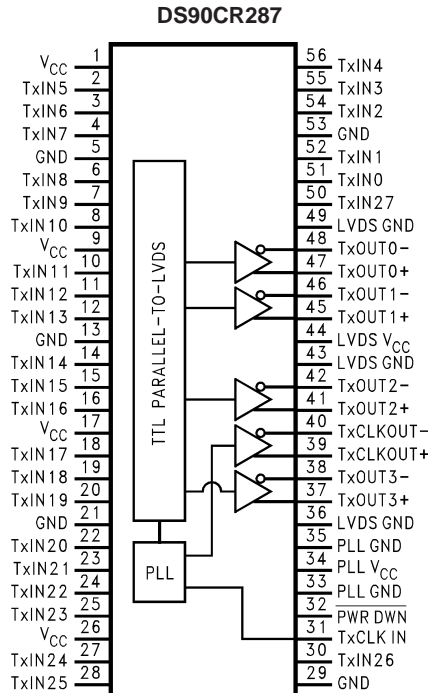 DS90CR287
V_CC 1
TxIN5 2
TxIN6 3
TxIN7 4
GND 5
TxIN8 6
TxIN9 7
TxIN10 8
V_CC 9
TxIN11 10
TxIN12 11
TxIN13 12
GND 13
TxIN14 14
TxIN15 15
TxIN16 16
V_CC 17
TxIN17 18
TxIN18 19
TxIN19 20
GND 21
TxIN20 22
TxIN21 23
TxIN22 24
TxIN23 25
V_CC 26
TxIN24 27
TxIN25 28
TTL PARALLEL-TO-LVDS
PLL
56 TxIN4
55 TxIN3
54 TxIN2
53 GND
52 TxIN1
51 TxIN0
50 TxIN27
49 LVDS GND
48 TxOUT0-
47 TxOUT0+
46 TxOUT1-
45 TxOUT1+
44 LVDS V_CC
43 LVDS GND
42 TxOUT2-
41 TxOUT2+
40 TxCLKOUT-
39 TxCLKOUT+
38 TxOUT3-
37 TxOUT3+
36 LVDS GND
35 PLL GND
34 PLL V_CC
33 PLL GND
32 PWR DWN
31 TxCLK IN
30 TxIN26
29 GND